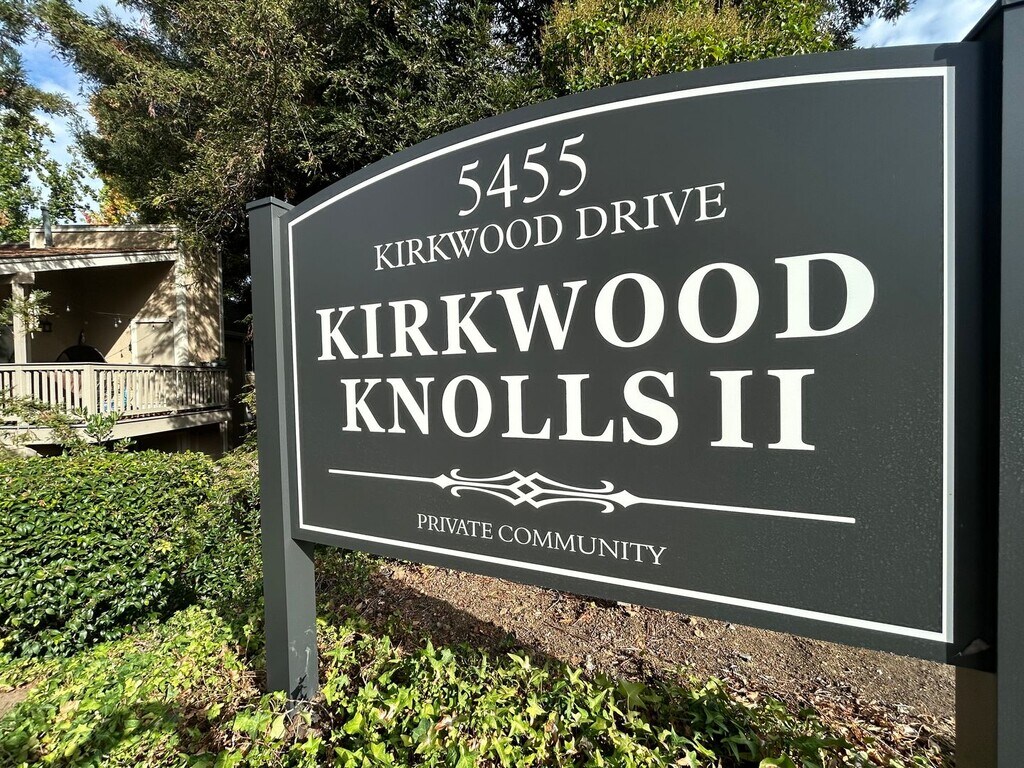 5455
KIRKWOOD DRIVE
KIRKWOOD
KNOLLS II
PRIVATE COMMUNITY